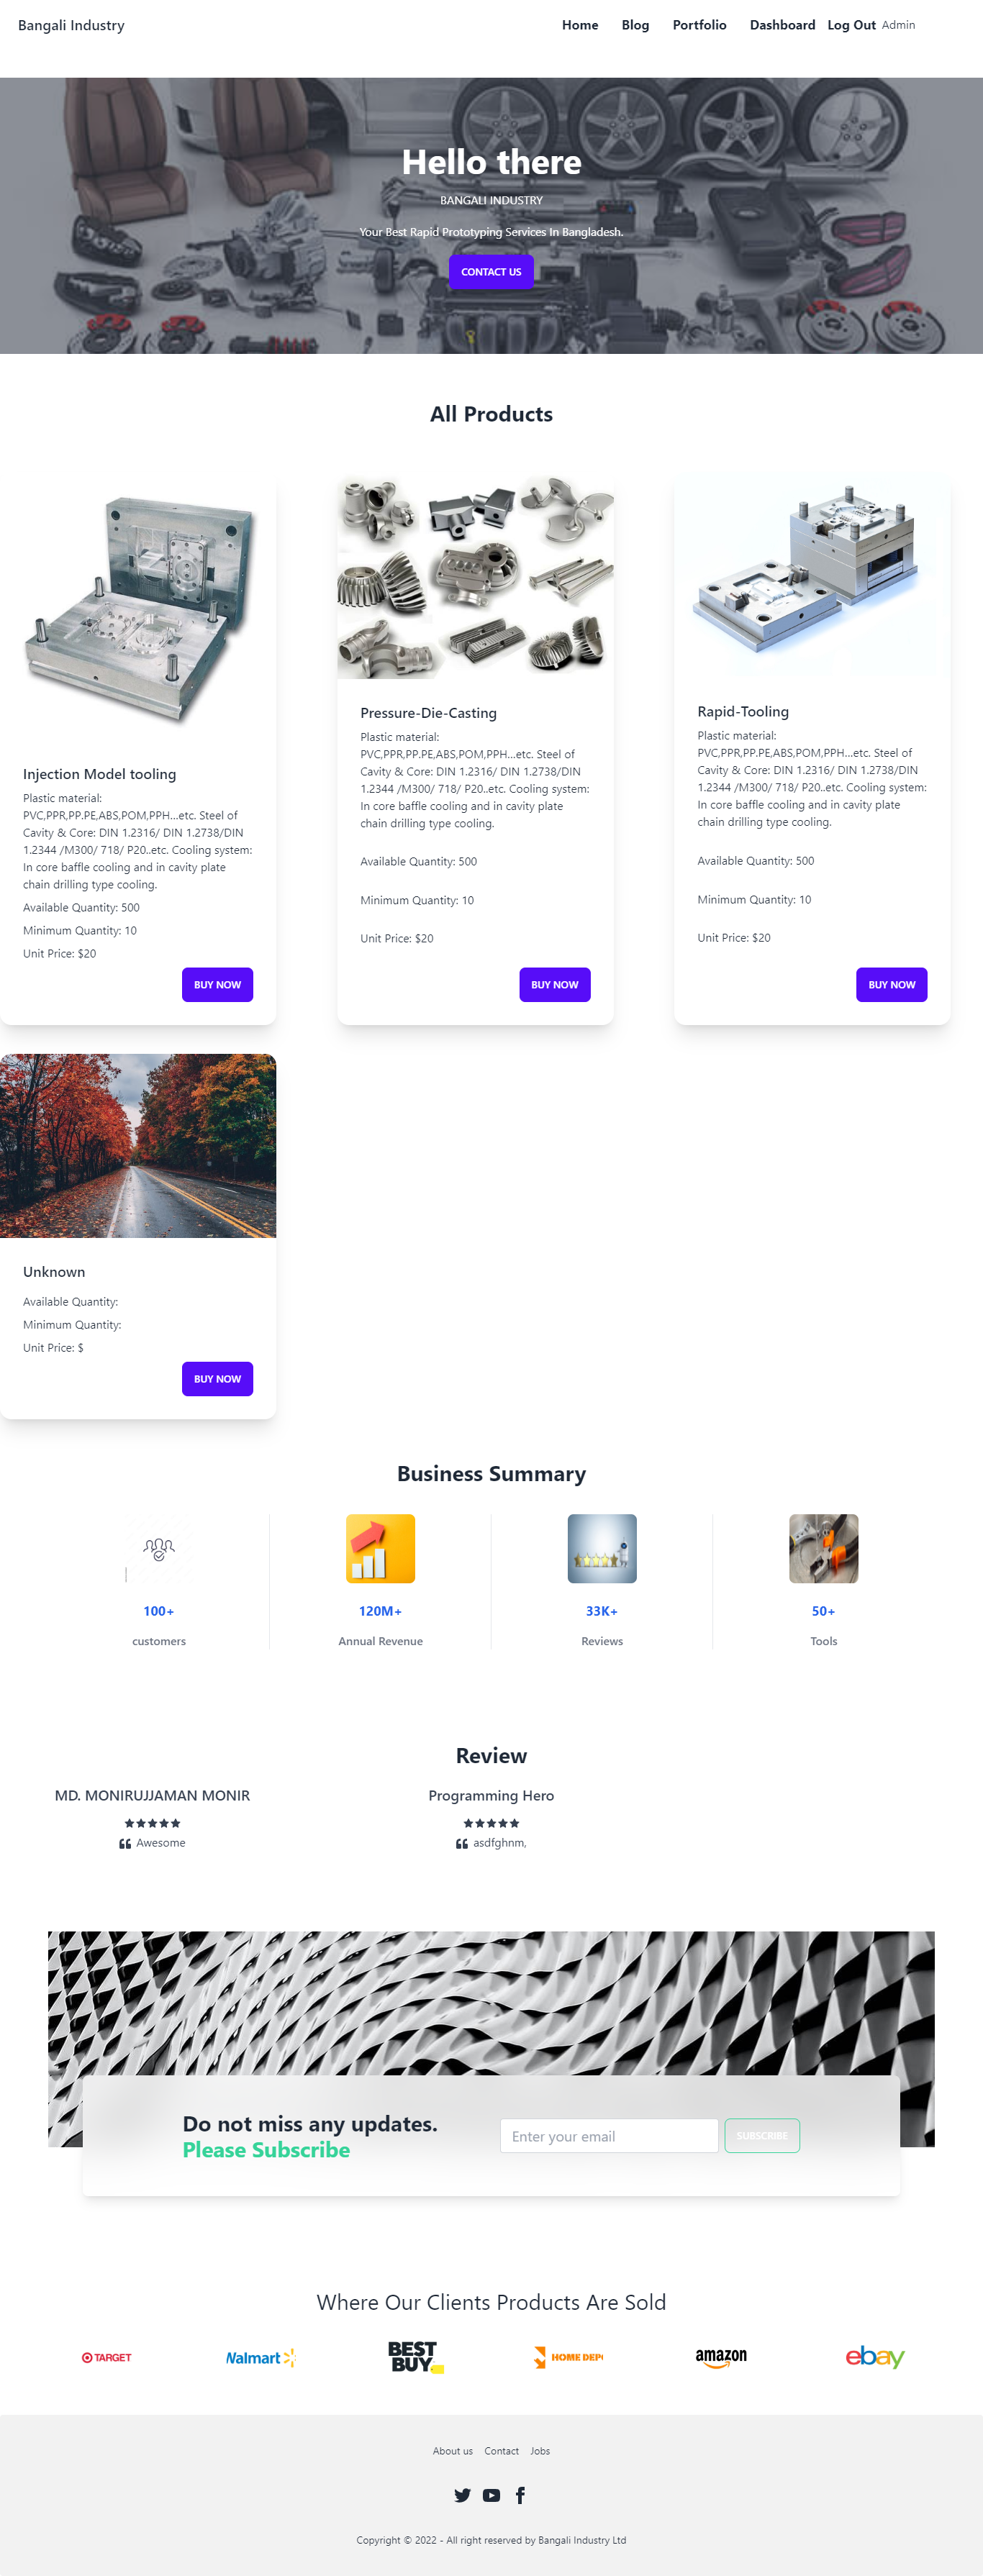 Bangali Industry
Home Blog Portfolio Dashboard Log Out Admin
Hello there
BANGALI INDUSTRY
Your Best Rapid Prototyping Services In Bangladesh.
CONTACT US
All Products
Injection Model tooling
Plastic material:
PVC,PPR,PP.PE,ABS,POM,PPH...etc. Steel of
Cavity & Core: DIN 1.2316/ DIN 1.2738/DIN
1.2344 /M300/ 718/ P20..etc. Cooling system:
In core baffle cooling and in cavity plate
chain drilling type cooling.
Available Quantity: 500
Minimum Quantity: 10
Unit Price: $20
BUY NOW
Pressure-Die-Casting
Plastic material:
PVC,PPR,PP.PE,ABS,POM,PPH...etc. Steel of
Cavity & Core: DIN 1.2316/ DIN 1.2738/DIN
1.2344 /M300/ 718/ P20..etc. Cooling system:
In core baffle cooling and in cavity plate
chain drilling type cooling.
Available Quantity: 500
Minimum Quantity: 10
Unit Price: $20
BUY NOW
Rapid-Tooling
Plastic material:
PVC,PPR,PP.PE,ABS,POM,PPH...etc. Steel of
Cavity & Core: DIN 1.2316/ DIN 1.2738/DIN
1.2344 /M300/ 718/ P20..etc. Cooling system:
In core baffle cooling and in cavity plate
chain drilling type cooling.
Available Quantity: 500
Minimum Quantity: 10
Unit Price: $20
BUY NOW
Unknown
Available Quantity:
Minimum Quantity:
Unit Price: $
BUY NOW
Business Summary
100+
customers
120M+
Annual Revenue
33K+
Reviews
50+
Tools
Review
MD. MONIRUJJAMAN MONIR
Awesome
Programming Hero
asdfghnm,
Do not miss any updates.
Please Subscribe
Enter your email
SUBSCRIBE
Where Our Clients Products Are Sold
TARGET
Walmart
BEST
BUY
HOME DEPO
amazon
ebay
About us Contact Jobs
Copyright © 2022 - All right reserved by Bangali Industry Ltd